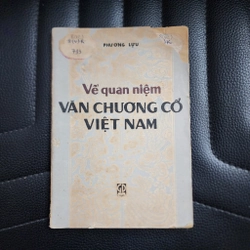 PHƯƠNG LỰU
Về quan niệm
VĂN CHƯƠNG CỔ
VIỆT NAM